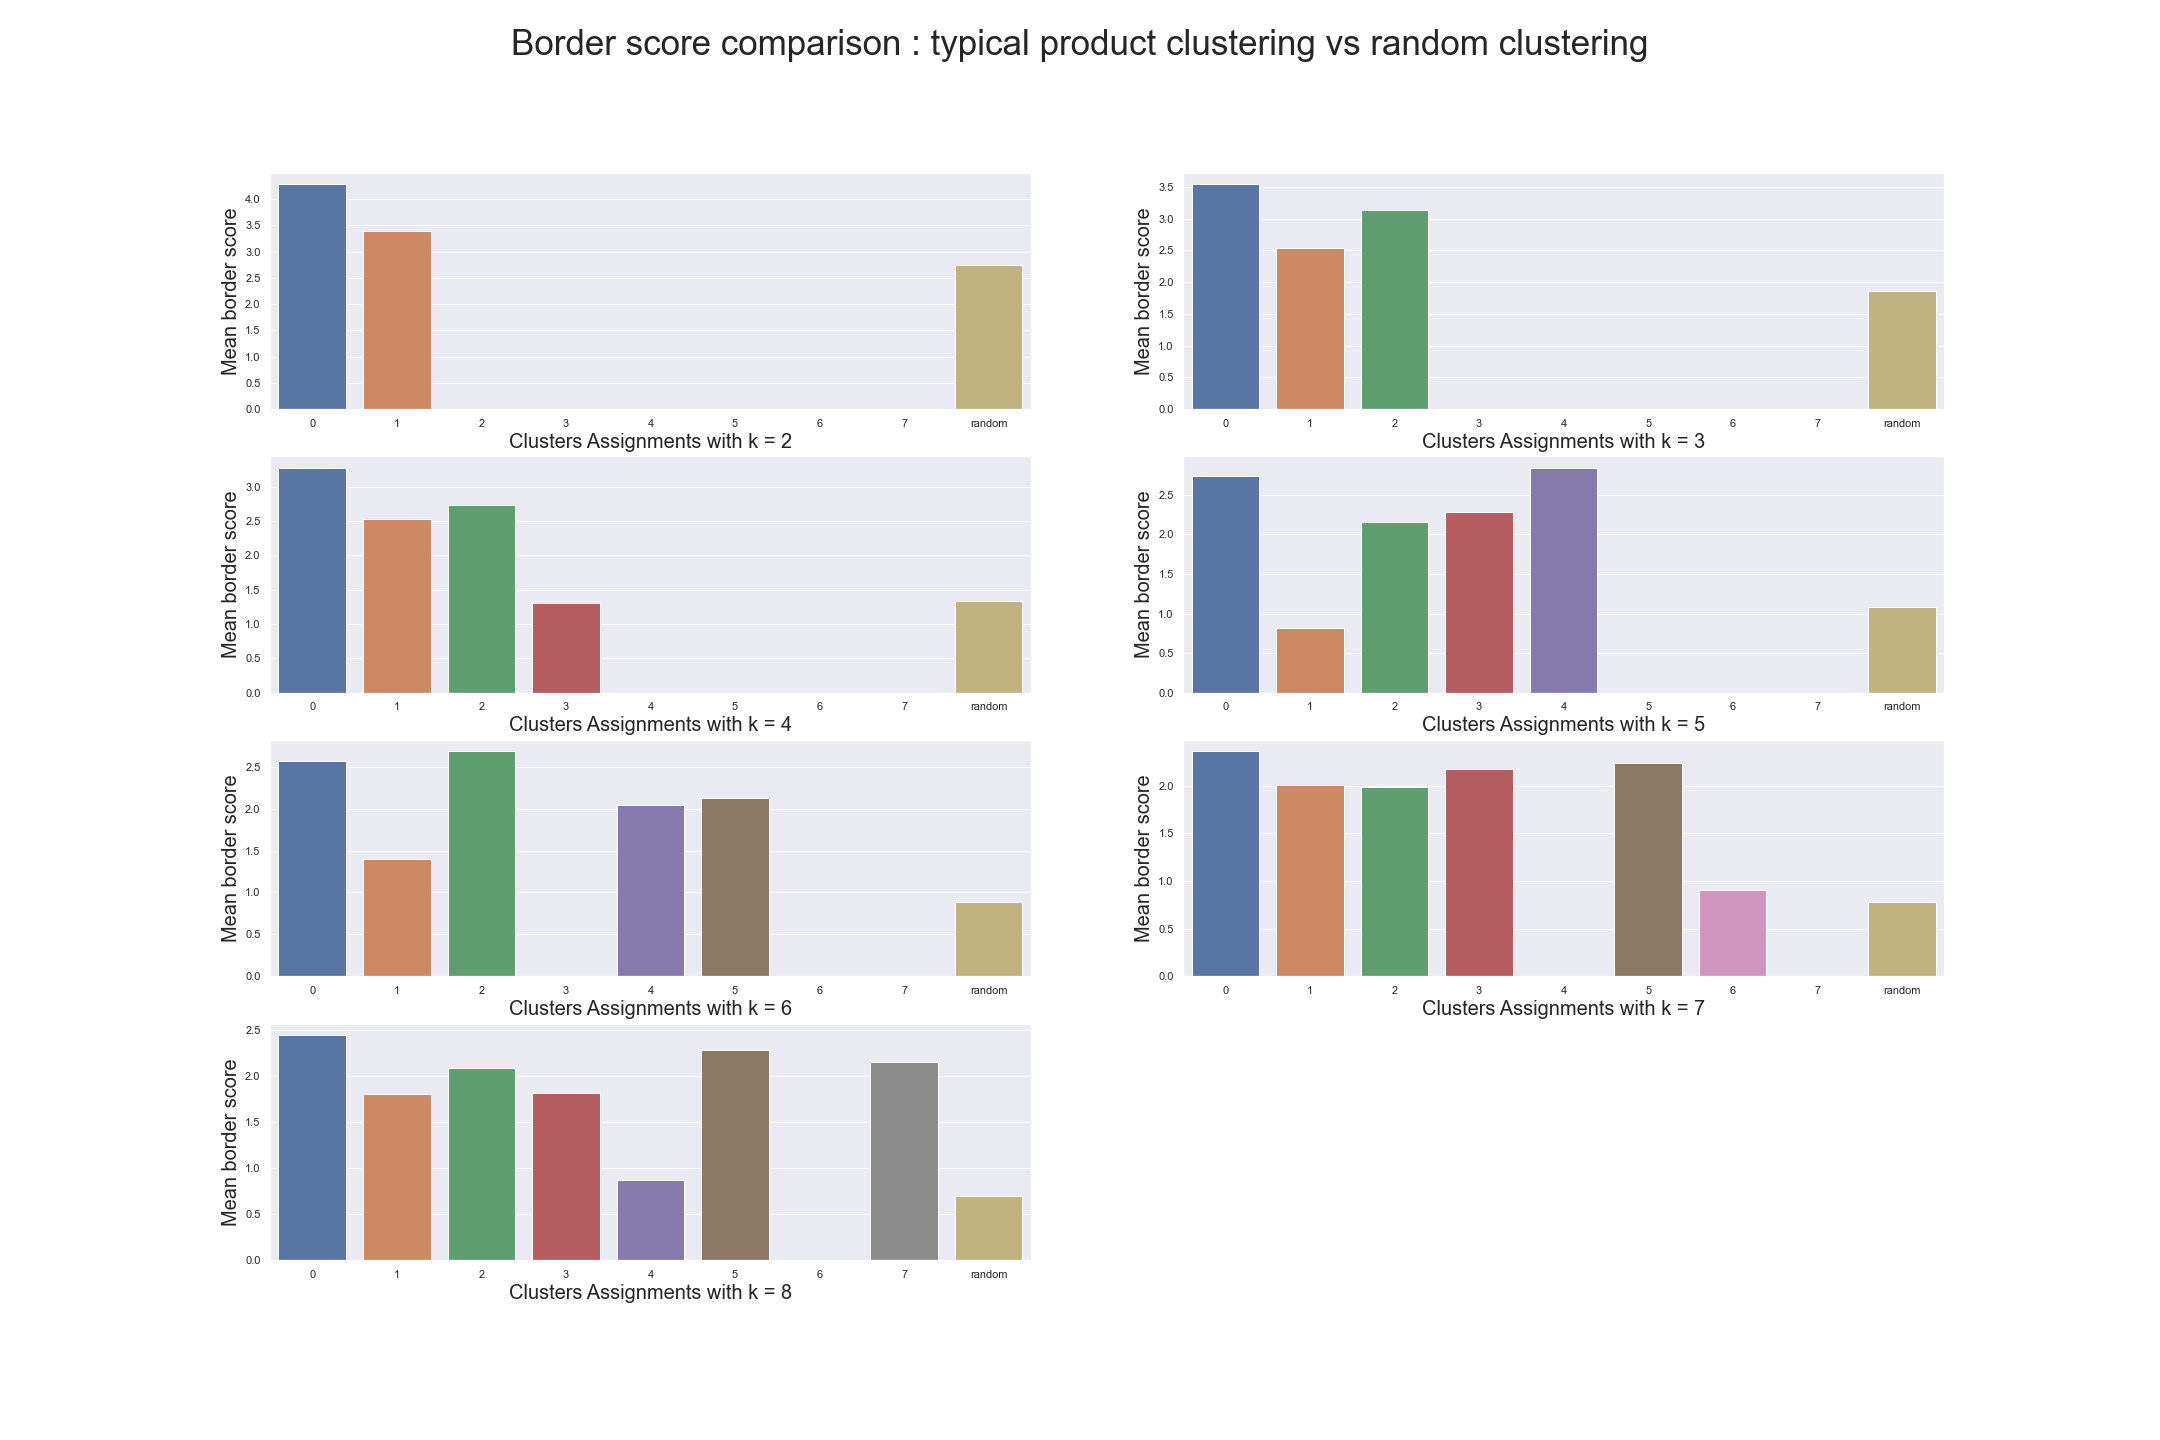 Border score comparison : typical product clustering vs random clustering
Mean border score
4.0
3.5
3.0
2.5
2.0
1.5
1.0
0.5
0.0
0 1 2 3 4 5 6 7 random
Clusters Assignments with k = 2
Mean border score
3.5
3.0
2.5
2.0
1.5
1.0
0.5
0.0
0 1 2 3 4 5 6 7 random
Clusters Assignments with k = 3
Mean border score
3.0
2.5
2.0
1.5
1.0
0.5
0.0
0 1 2 3 4 5 6 7 random
Clusters Assignments with k = 4
Mean border score
2.5
2.0
1.5
1.0
0.5
0.0
0 1 2 3 4 5 6 7 random
Clusters Assignments with k = 5
Mean border score
2.5
2.0
1.5
1.0
0.5
0.0
0 1 2 3 4 5 6 7 random
Clusters Assignments with k = 6
Mean border score
2.0
1.5
1.0
0.5
0.0
0 1 2 3 4 5 6 7 random
Clusters Assignments with k = 7
Mean border score
2.5
2.0
1.5
1.0
0.5
0.0
0 1 2 3 4 5 6 7 random
Clusters Assignments with k = 8